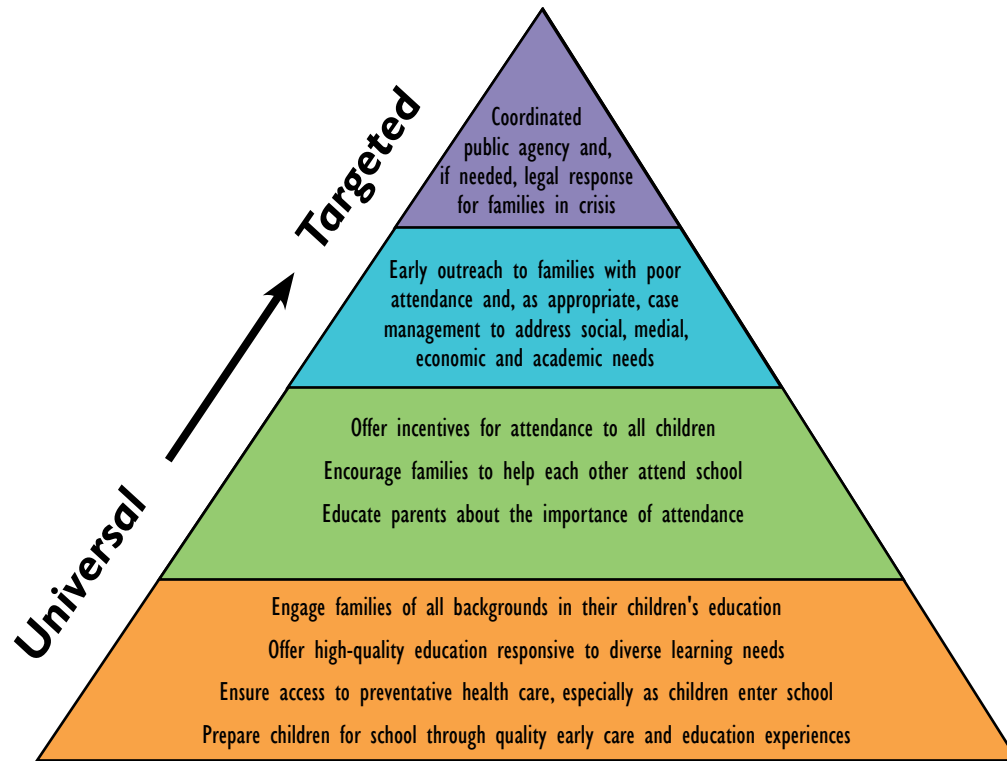 Targeted
Universal
Coordinated
public agency and,
if needed, legal response
for families in crisis
Early outreach to families with poor
attendance and, as appropriate, case
management to address social, medial,
economic and academic needs
Offer incentives for attendance to all children
Encourage families to help each other attend school
Educate parents about the importance of attendance
Engage families of all backgrounds in their children's education
Offer high-quality education responsive to diverse learning needs
Ensure access to preventative health care, especially as children enter school
Prepare children for school through quality early care and education experiences